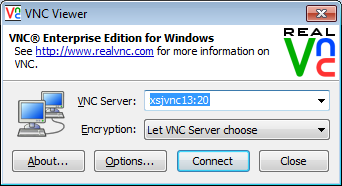 VNC Viewer
VNC® Enterprise Edition for Windows
See http://www.realvnc.com for more information on
VNC.
REAL
VNC
VNC Server: xsjvnc13:20
Encryption: Let VNC Server choose
About... Options... Connect Close